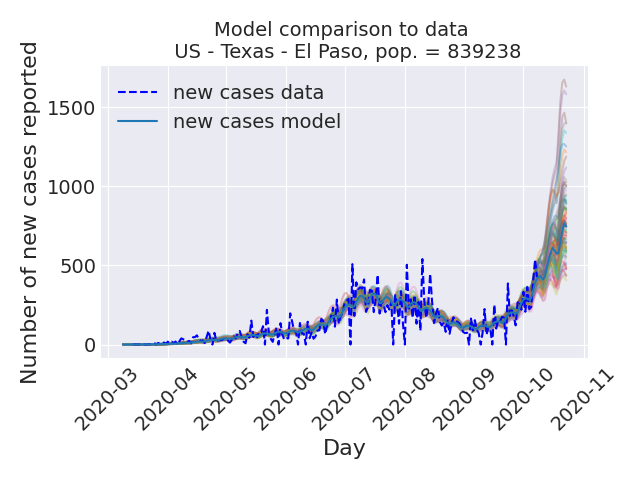 Model comparison to data
US - Texas - El Paso, pop. = 839238
Number of new cases reported
new cases data
new cases model
1500
1000
500
0
2020-03
2020-04
2020-05
2020-06
2020-07
2020-08
2020-09
2020-10
2020-11
Day